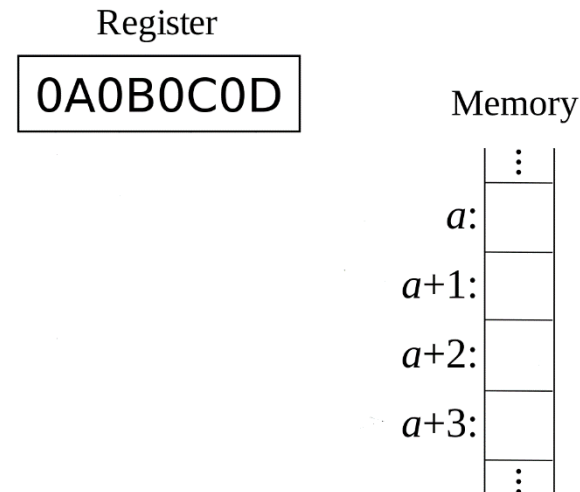 Register
0A0B0C0D
Memory
⋮
a:
a+1:
a+2:
a+3:
⋮